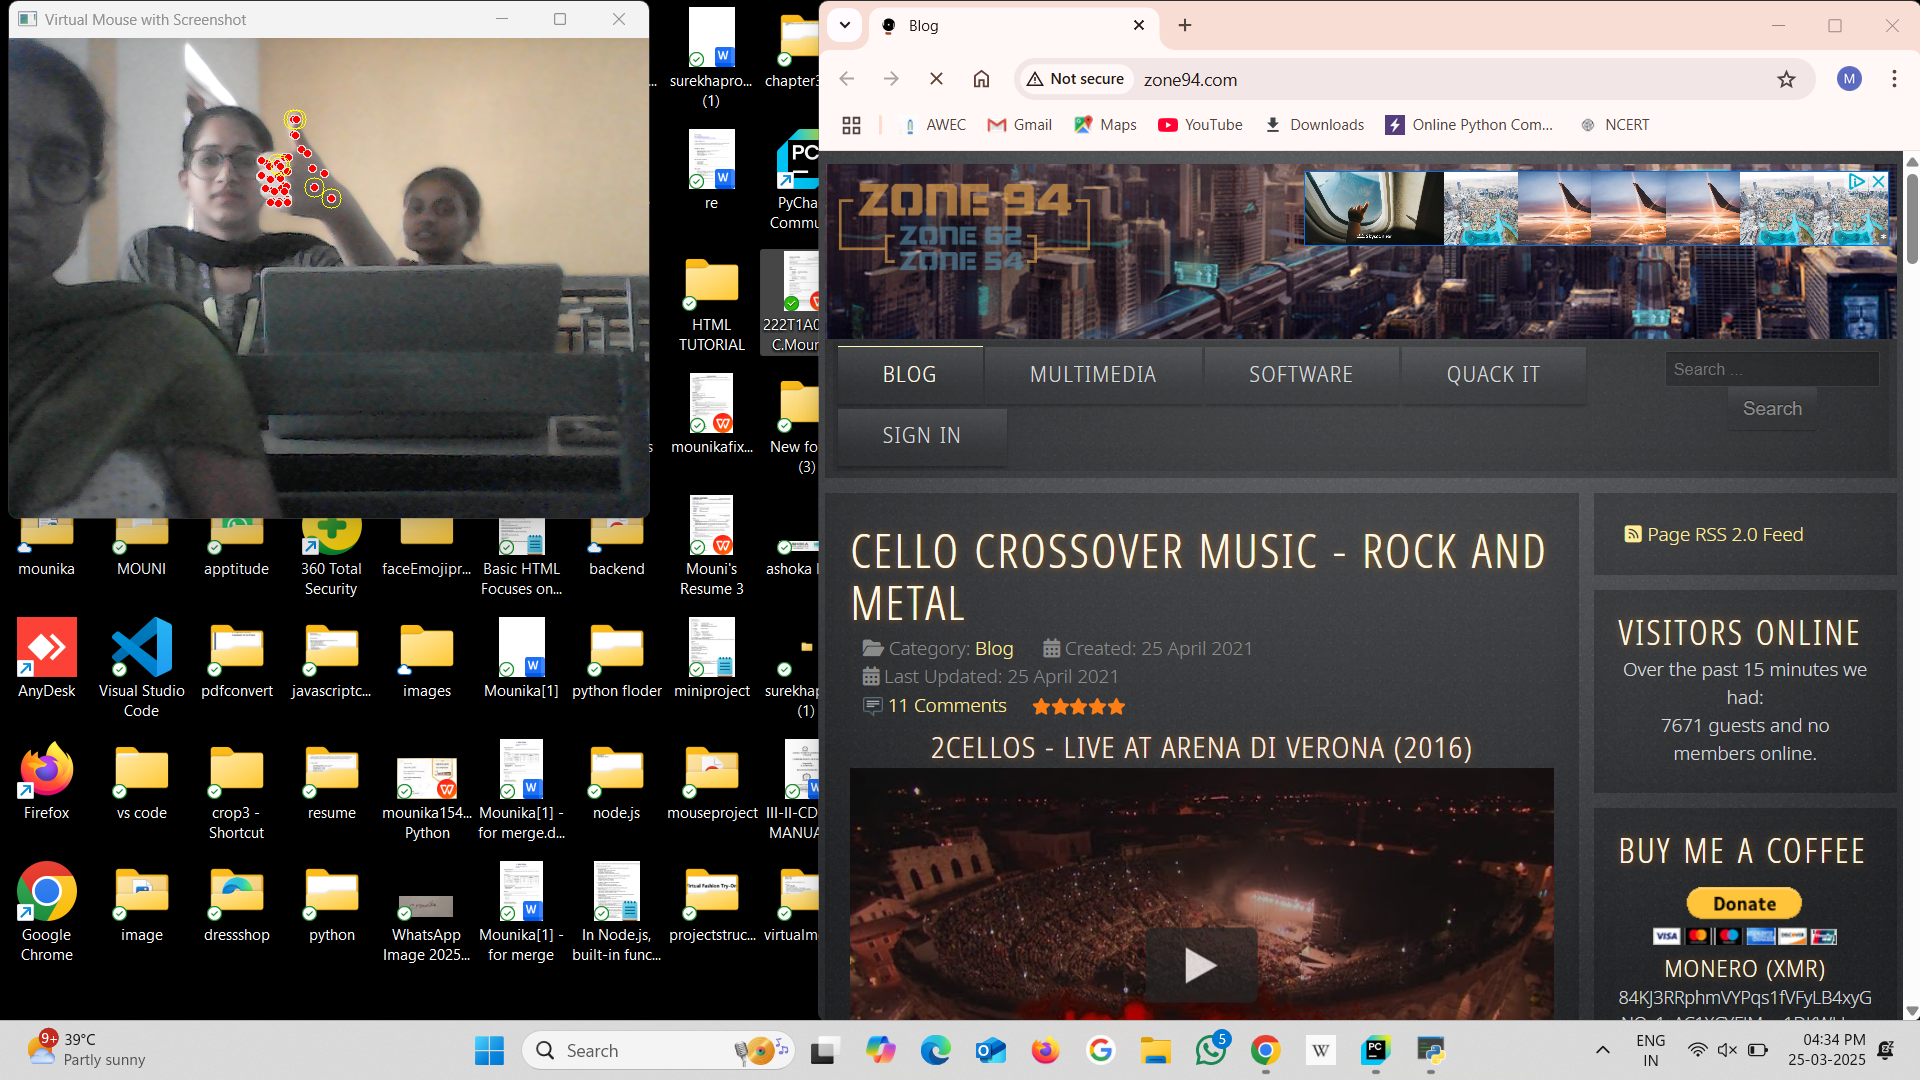 Virtual Mouse with Screenshot
surekhapro...
(1)
re
HTML
TUTORIAL
mounikafix...
New fo
(3)
PyCha
Commu
222T1A0
C.Moun
mounika
MOUNI
apptitude
360 Total
Security
faceEmojipr...
Basic HTML
Focuses on...
backend
Mouni's
Resume 3
AnyDesk
Visual Studio
Code
pdfconvert
javascriptc...
images
Mounika[1]
python floder
miniproject
surekhap
(1)
Firefox
vs code
crop3 -
Shortcut
resume
mounika154...
Python
Mounika[1] -
for merge.d...
node.js
mouseproject
III-II-CD
MANUA
Google
Chrome
image
dressshop
python
WhatsApp
Image 2025...
Mounika[1] -
for merge
In Node.js,
built-in func...
projectstruc...
virtualm
Blog
Not secure
zone94.com
M
AWEC
Gmail
Maps
YouTube
Downloads
Online Python Com...
NCERT
ZONE 94
ZONE 62
ZONE 54
BLOG
MULTIMEDIA
SOFTWARE
QUACK IT
Search ...
Search
SIGN IN
CELLO CROSSOVER MUSIC - ROCK AND
METAL
Category: Blog
Created: 25 April 2021
Last Updated: 25 April 2021
11 Comments
2CELLOS - LIVE AT ARENA DI VERONA (2016)
Page RSS 2.0 Feed
VISITORS ONLINE
Over the past 15 minutes we
had:
7671 guests and no
members online.
BUY ME A COFFEE
Donate
VISA
MONERO (XMR)
84KJ3RRphmVYPqs1fVFyLB4xyG
9+
39°C
Partly sunny
Search
5
ENG
IN
04:34 PM
25-03-2025